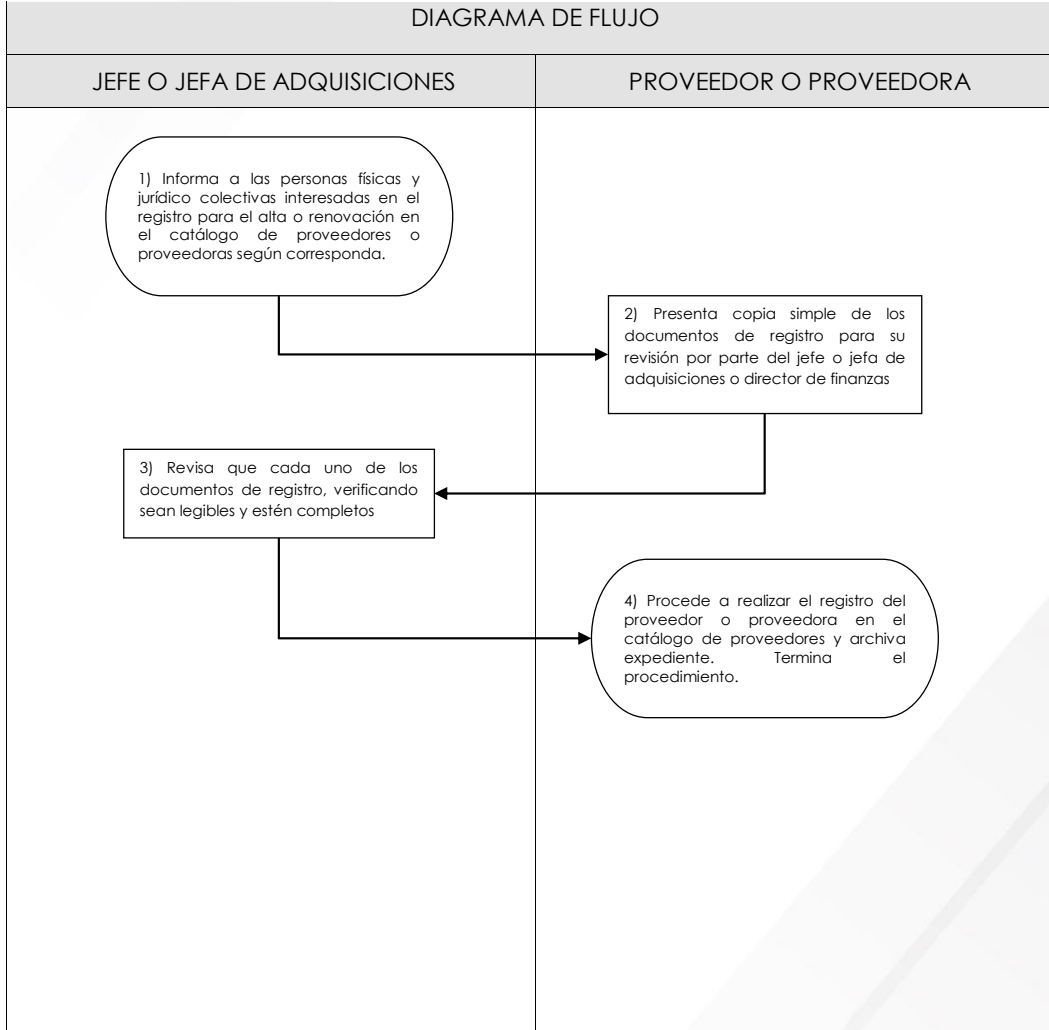 DIAGRAMA DE FLUJO
JEFE O JEFA DE ADQUISICIONES
PROVEEDOR O PROVEEDORA
1) Informa a las personas físicas y
jurídico colectivas interesadas en el
registro para el alta o renovación en
el catálogo de proveedores o
proveedoras según corresponda.
2) Presenta copia simple de los
documentos de registro para su
revisión por parte del jefe o jefa de
adquisiciones o director de finanzas
3) Revisa que cada uno de los
documentos de registro, verificando
sean legibles y estén completos
4) Procede a realizar el registro del
proveedor o proveedora en el
catálogo de proveedores y archiva
expediente. Termina el
procedimiento.